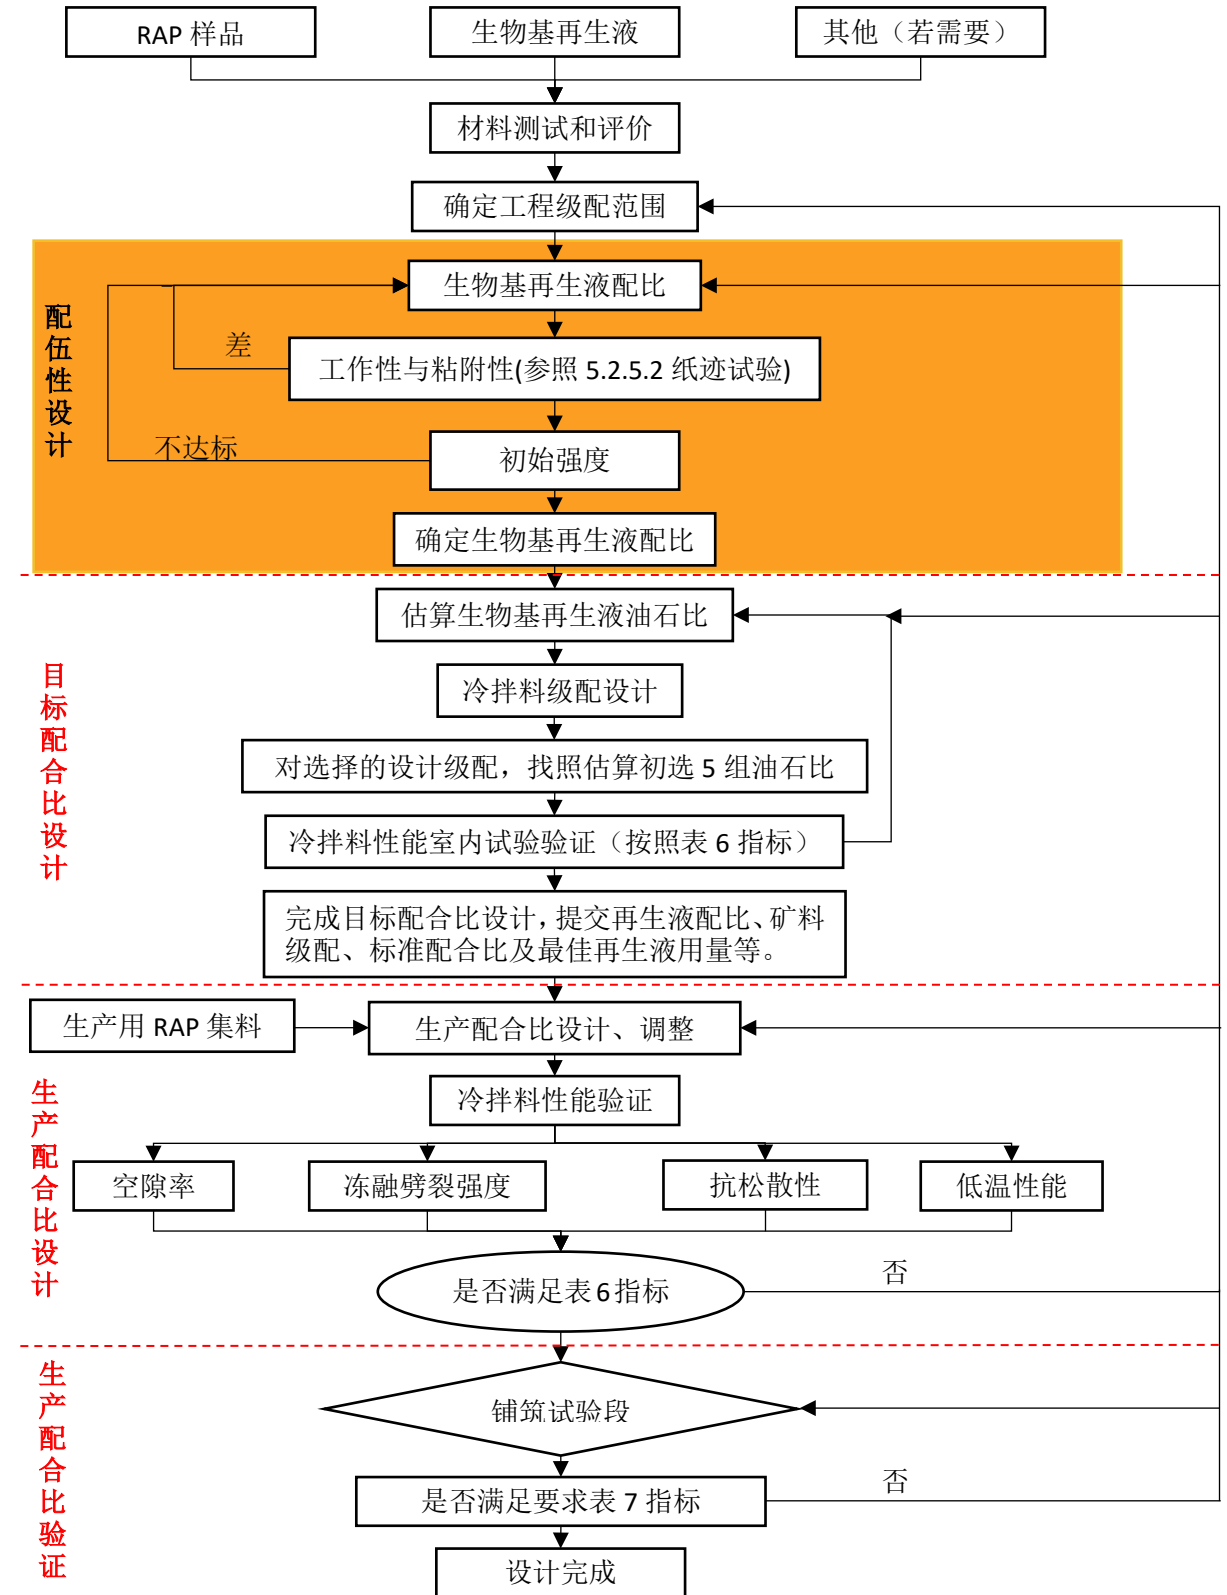 RAP 样品
生物基再生液
其他（若需要）
材料测试和评价
确定工程级配范围
配伍性设计
生物基再生液配比
差
工作性与粘附性(参照 5.2.5.2 纸迹试验)
不达标
初始强度
确定生物基再生液配比
目标配合比设计
估算生物基再生液油石比
冷拌料级配设计
对选择的设计级配，找照估算初选 5 组油石比
冷拌料性能室内试验验证（按照表 6 指标）
完成目标配合比设计，提交再生液配比、矿料
级配、标准配合比及最佳再生液用量等。
生产配合比设计
生产用 RAP 集料
生产配合比设计、调整
冷拌料性能验证
空隙率
冻融劈裂强度
抗松散性
低温性能
是否满足表 6 指标
否
生产配合比验证
铺筑试验段
是否满足要求表 7 指标
否
设计完成